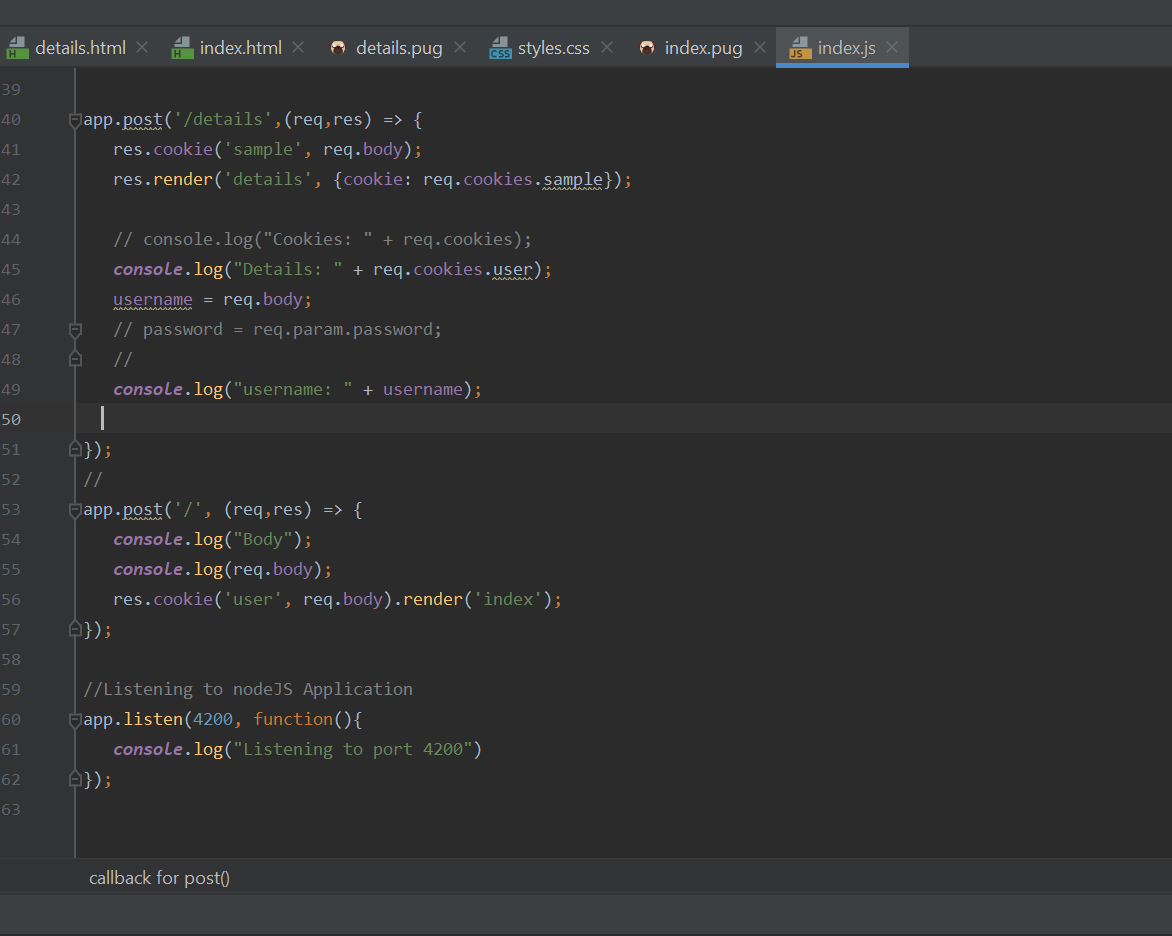 details.html index.html details.pug styles.css index.pug index.js
39
40 app.post('/details',(req,res) => {
41 res.cookie('sample', req.body);
42 res.render('details', {cookie: req.cookies.sample});
43
44 // console.log("Cookies: " + req.cookies);
45 console.log("Details: " + req.cookies.user);
46 username = req.body;
47 // password = req.param.password;
48 //
49 console.log("username: " + username);
50
51 });
52 //
53 app.post('/', (req,res) => {
54 console.log("Body");
55 console.log(req.body);
56 res.cookie('user', req.body).render('index');
57 });
58
59 //Listening to nodeJS Application
60 app.listen(4200, function(){
61 console.log("Listening to port 4200")
62 });
63
callback for post()